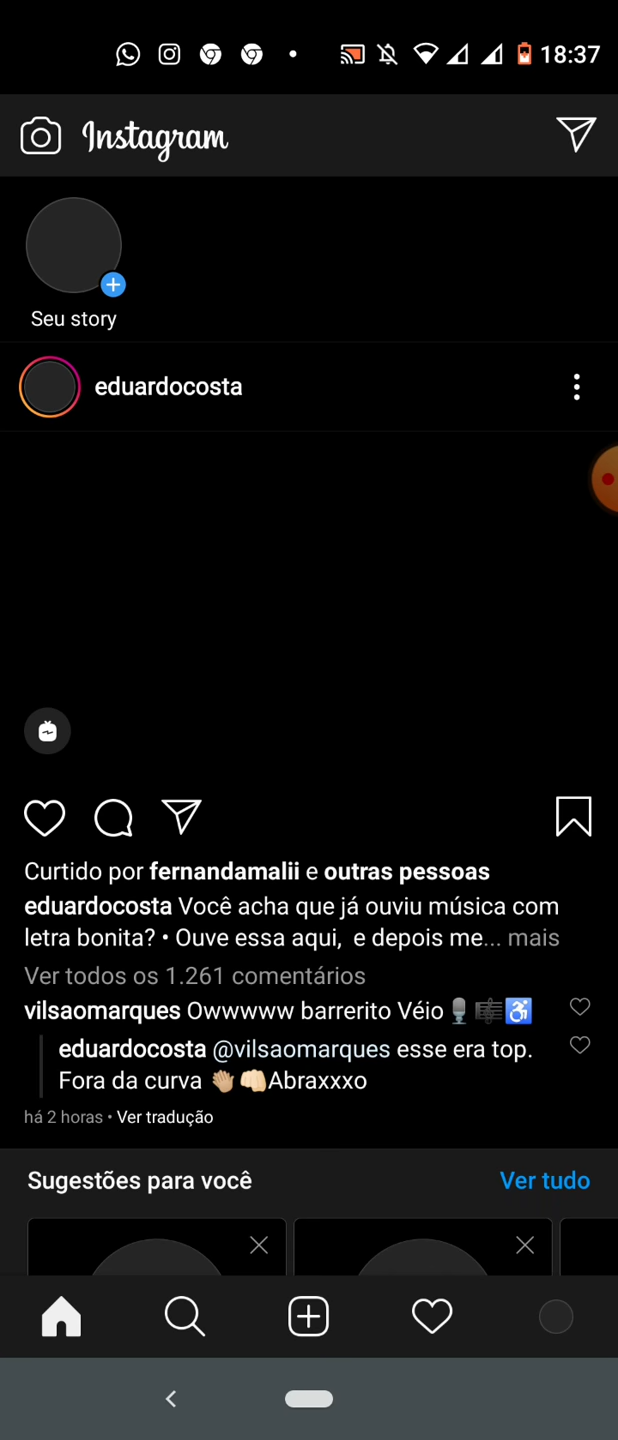 18:37
Instagram
Seu story
eduardocosta
Curtido por fernandamalii e outras pessoas
eduardocosta Você acha que já ouviu música com
letra bonita? • Ouve essa aqui, e depois me... mais
Ver todos os 1.261 comentários
vilsaomarques Owwwww barrerito Véio🎙️🎼♿
eduardocosta @vilsaomarques esse era top.
Fora da curva 👋🏼👊🏻Abraxxxo
há 2 horas • Ver tradução
Sugestões para você
Ver tudo